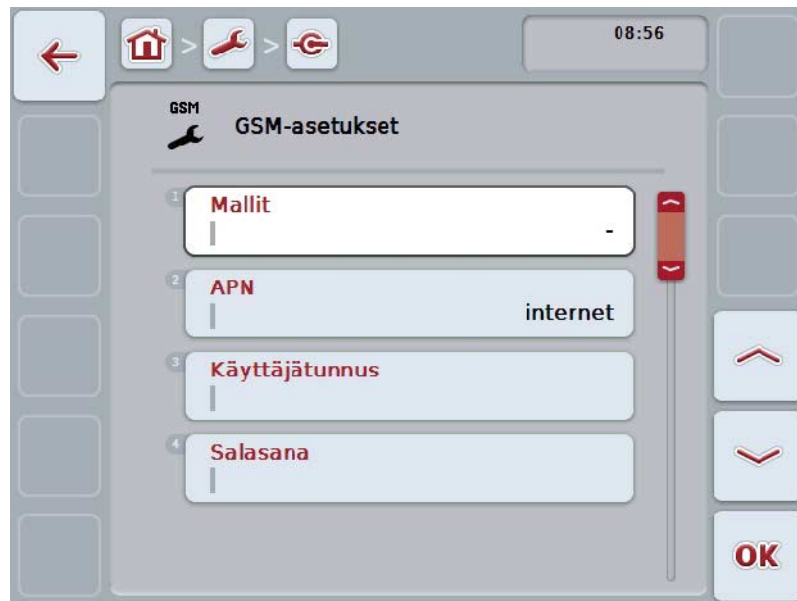 08:56
GSM
GSM-asetukset
1
Mallit
-
2
APN
internet
3
Käyttäjätunnus
4
Salasana
OK